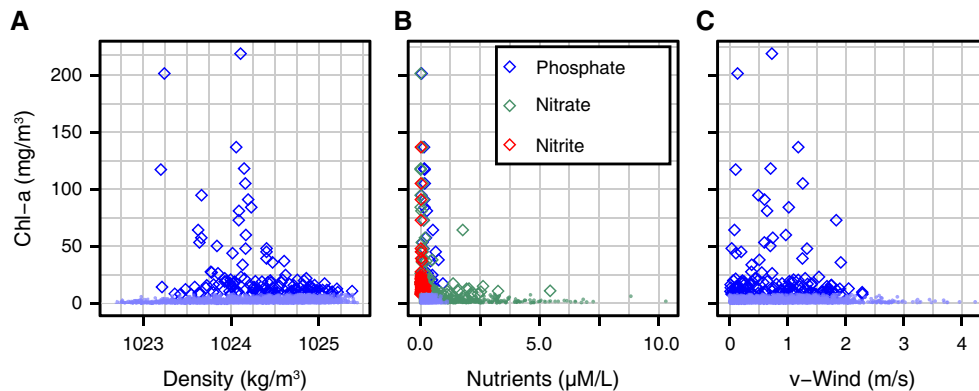 A
B
C
Chl−a (mg/m³)
200
150
100
50
0
Phosphate
Nitrate
Nitrite
1023 1024 1025
0.0 5.0 10.0
0 1 2 3 4
Density (kg/m³)
Nutrients (µM/L)
v−Wind (m/s)